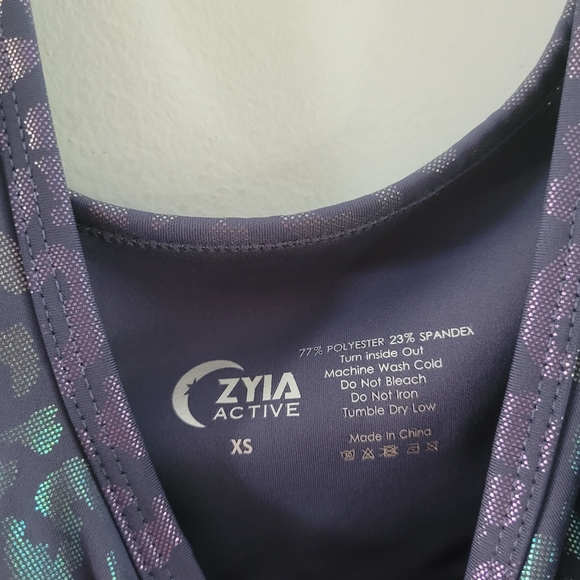 77% POLYESTER 23% SPANDEX
Turn inside Out
Machine Wash Cold
Do Not Bleach
Do Not Iron
Tumble Dry Low
ZYIA
ACTIVE
XS
Made In China